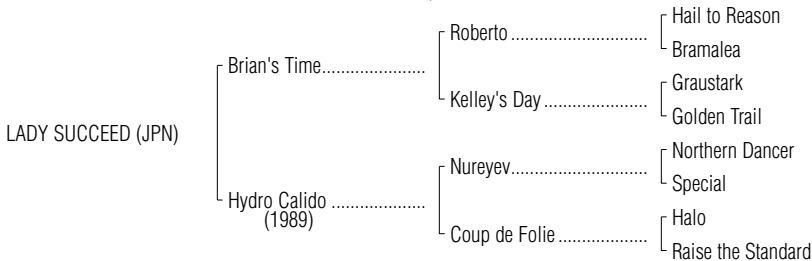 Hail to Reason
Roberto ..............................
Bramalea
Brian's Time......................
Graustark
Kelley's Day ......................
Golden Trail
LADY SUCCEED (JPN)
Northern Dancer
Nureyev.............................
Special
Hydro Calido ....................
(1989)
Halo
Coup de Folie ...................
Raise the Standard